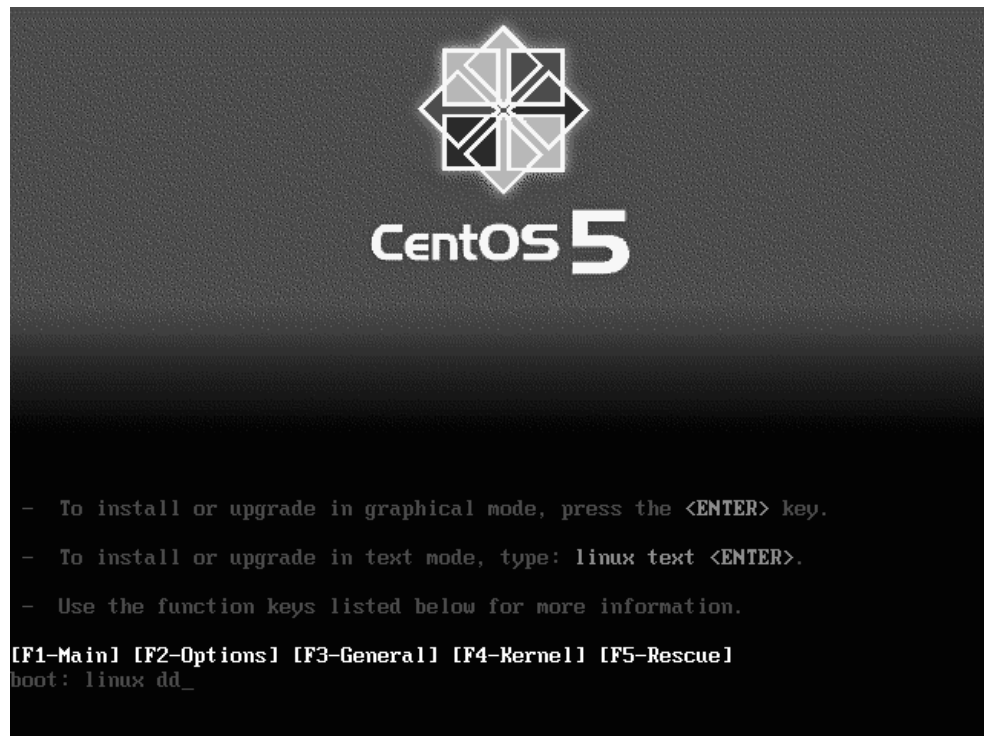 CentOS 5
- To install or upgrade in graphical mode, press the <ENTER> key.
- To install or upgrade in text mode, type: linux text <ENTER>.
- Use the function keys listed below for more information.
[F1-Main] [F2-Options] [F3-General] [F4-Kernel] [F5-Rescue]
boot: linux dd_